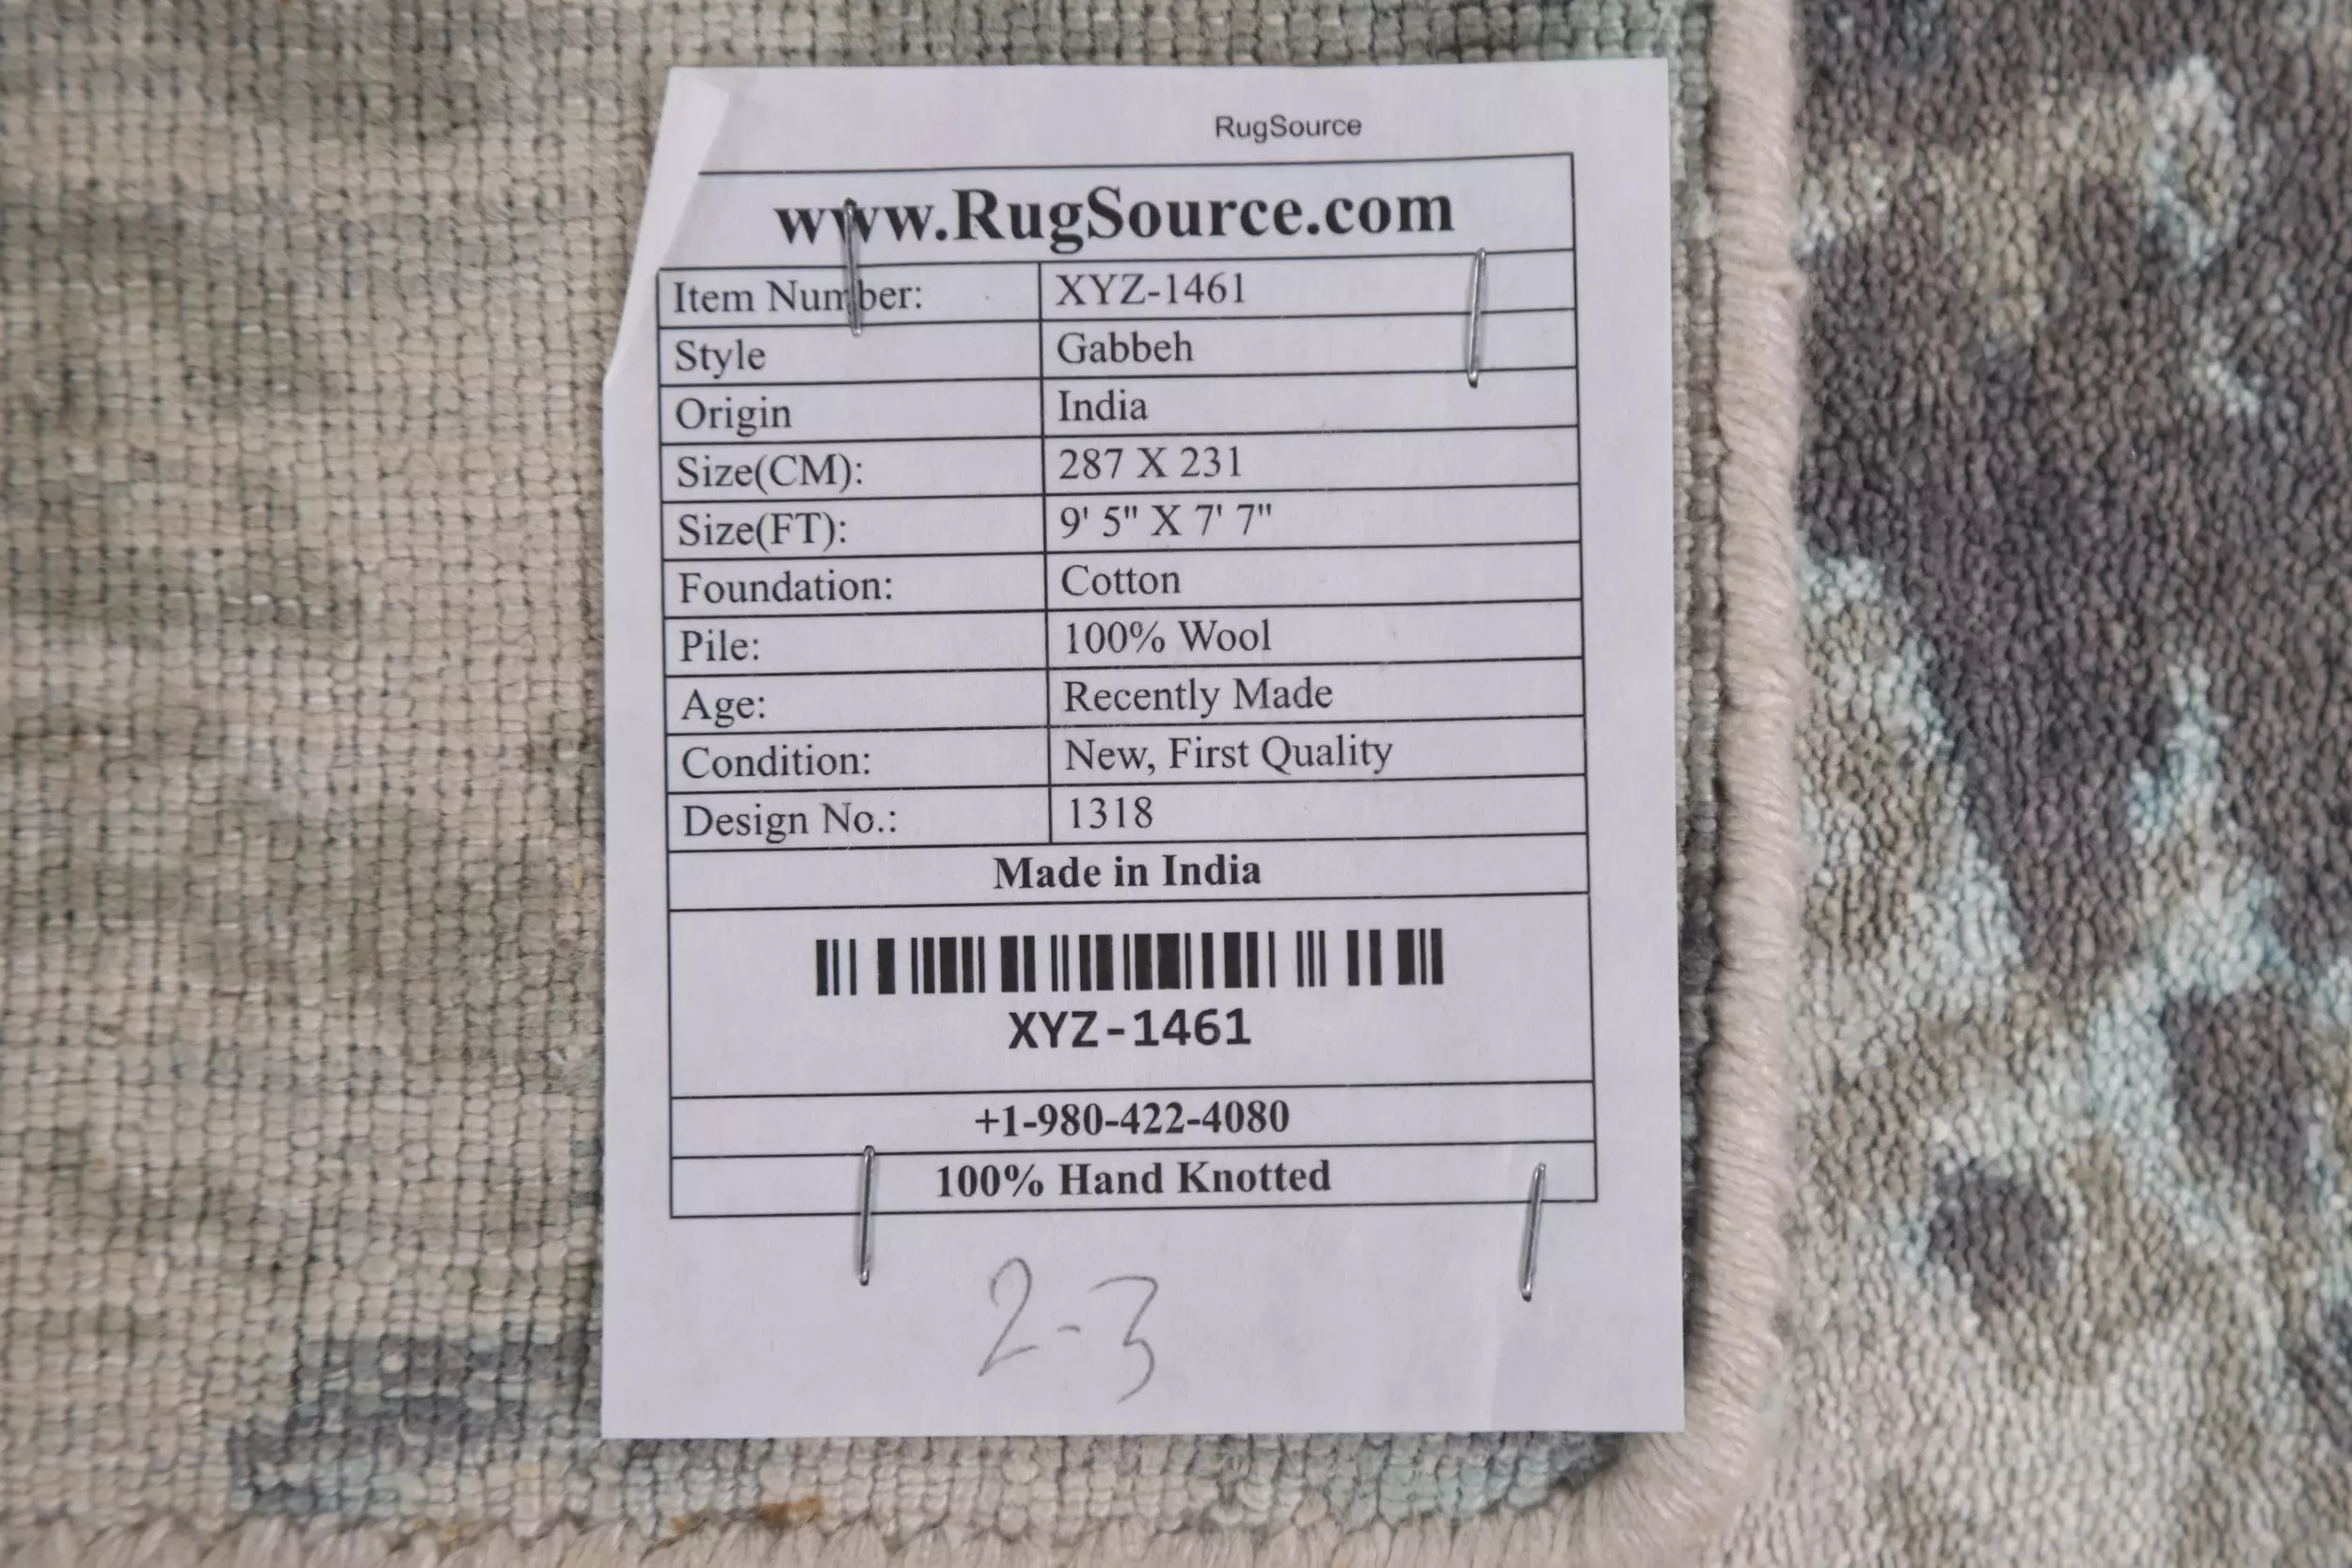 RugSource
www.RugSource.com
Item Number: XYZ-1461
Style Gabbeh
Origin India
Size(CM): 287 X 231
Size(FT): 9' 5" X 7' 7"
Foundation: Cotton
Pile: 100% Wool
Age: Recently Made
Condition: New, First Quality
Design No.: 1318
Made in India
XYZ-1461
+1-980-422-4080
100% Hand Knotted
2-3